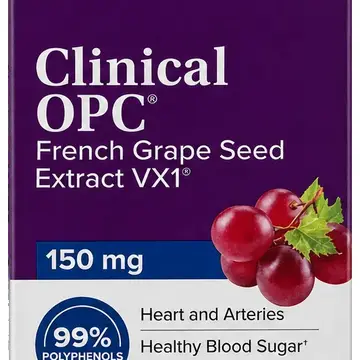 Clinical
OPC®
French Grape Seed
Extract VX1®
150 mg
99%
POLYPHENOLS
Heart and Arteries
Healthy Blood Sugar†